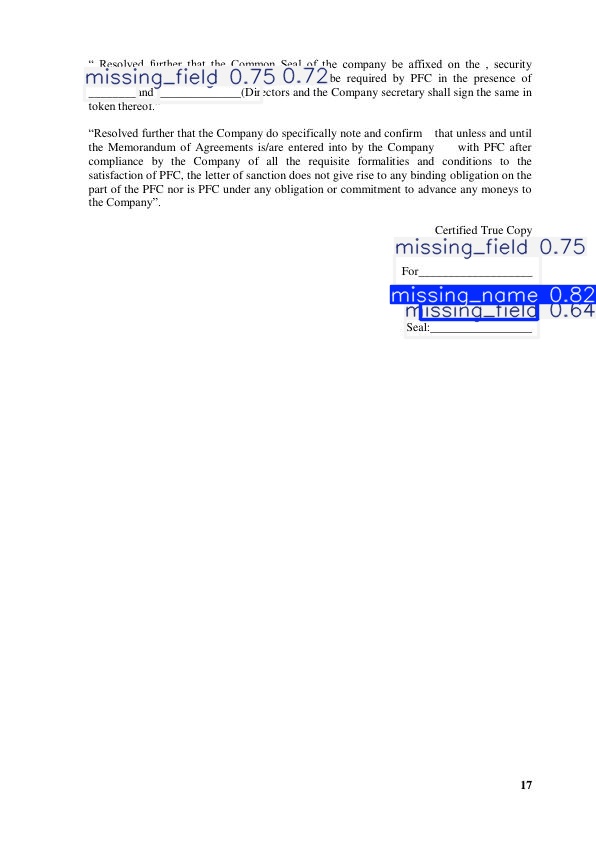 “ Resolved further that the Common Seal of the company be affixed on the , security
missing_field 0.75 0.72 be required by PFC in the presence of
________ and ______________(Directors and the Company secretary shall sign the same in
token thereof.
“Resolved further that the Company do specifically note and confirm that unless and until
the Memorandum of Agreements is/are entered into by the Company with PFC after
compliance by the Company of all the requisite formalities and conditions to the
satisfaction of PFC, the letter of sanction does not give rise to any binding obligation on the
part of the PFC nor is PFC under any obligation or commitment to advance any moneys to
the Company”.
Certified True Copy
missing_field 0.75
For____________________
missing_name 0.82
missing_field 0.64
Seal:__________________
17